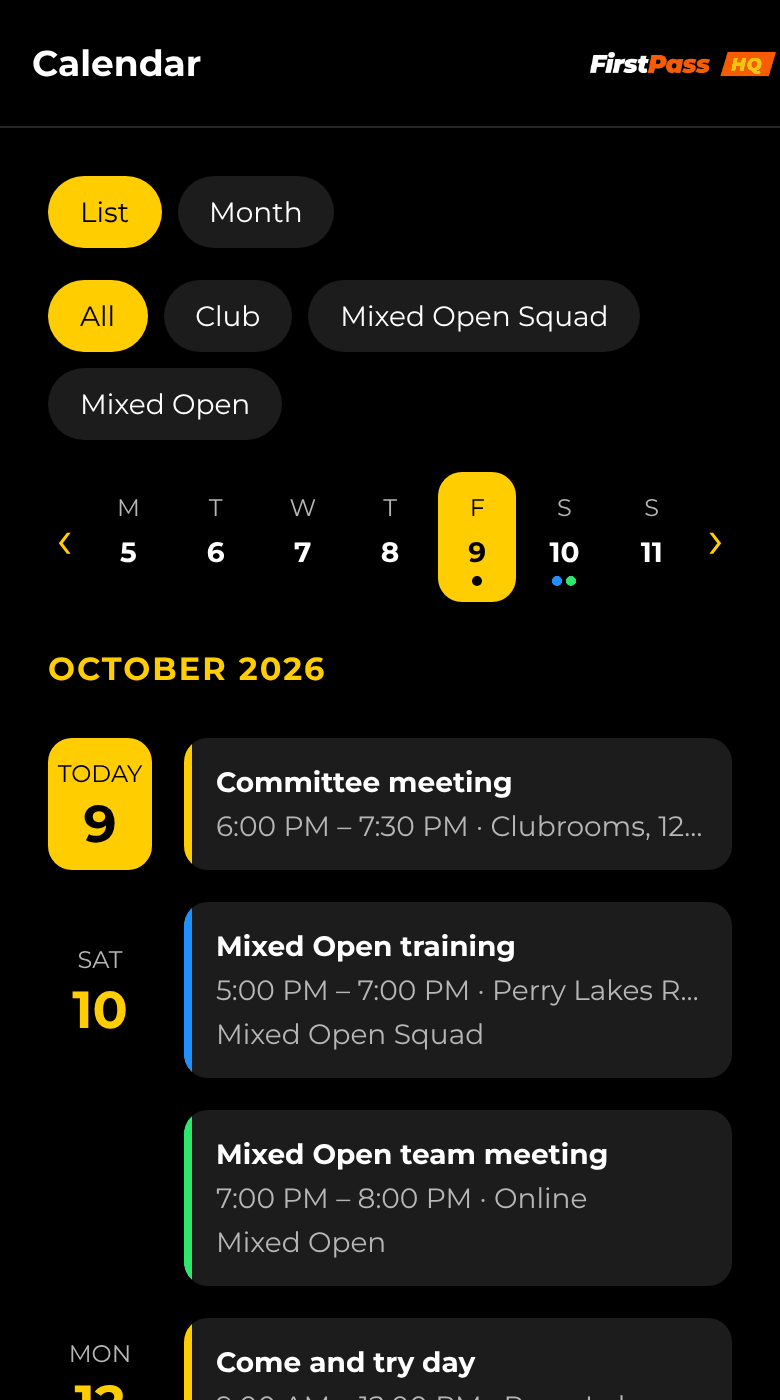 Calendar
FirstPass HQ
List Month
All Club Mixed Open Squad
Mixed Open
M T W T F S S
‹ 5 6 7 8 9 10 11 ›
OCTOBER 2026
TODAY
9
Committee meeting
6:00 PM – 7:30 PM · Clubrooms, 12...
SAT
10
Mixed Open training
5:00 PM – 7:00 PM · Perry Lakes R...
Mixed Open Squad
Mixed Open team meeting
7:00 PM – 8:00 PM · Online
Mixed Open
MON
12
Come and try day